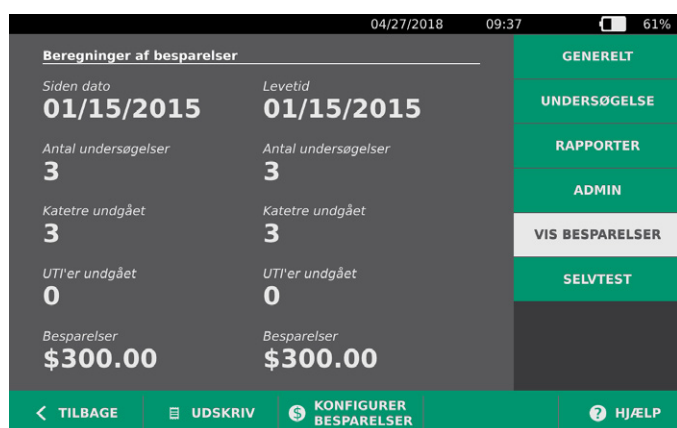 04/27/2018 09:37 61%
Beregninger af besparelser
Siden dato
01/15/2015
Antal undersøgelser
3
Katetre undgået
3
UTI'er undgået
0
Besparelser
$300.00
Levetid
01/15/2015
Antal undersøgelser
3
Katetre undgået
3
UTI'er undgået
0
Besparelser
$300.00
GENERELT
UNDERSØGELSE
RAPPORTER
ADMIN
VIS BESPARELSER
SELVTEST
TILBAGE
UDSKRIV
KONFIGURER
BESPARELSER
HJÆLP